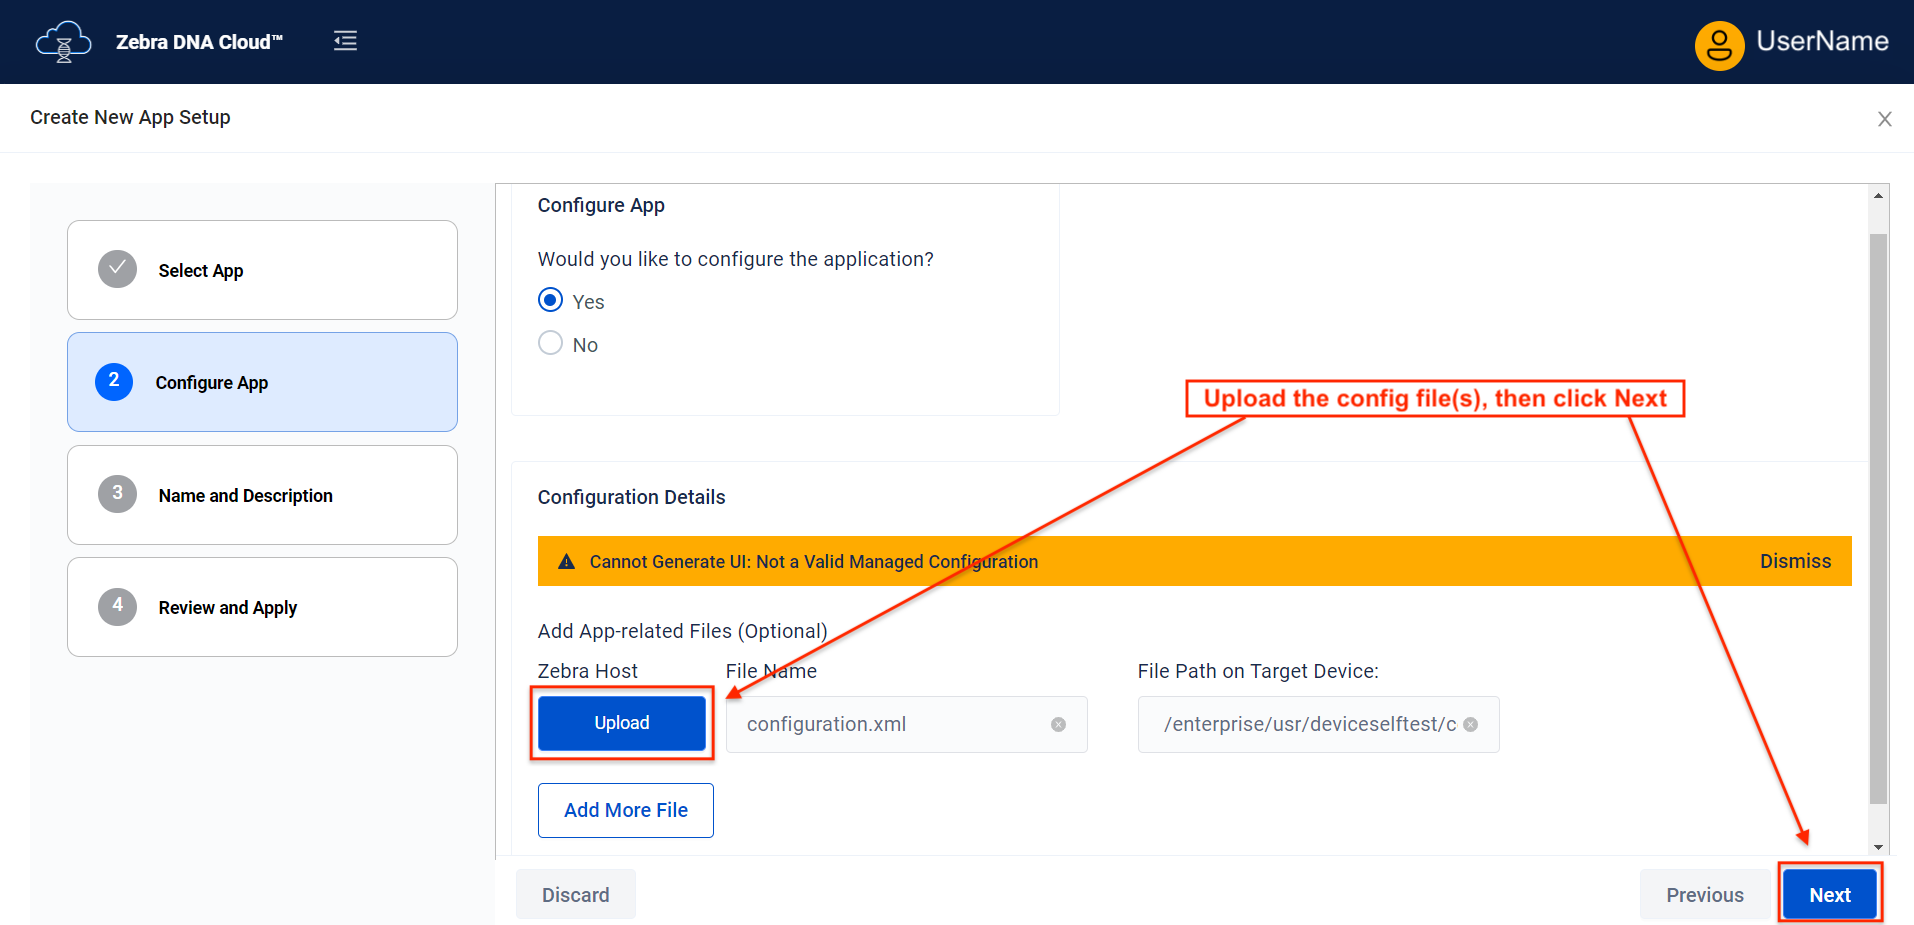 Zebra DNA Cloud™
UserName
Create New App Setup
Select App
2 Configure App
3 Name and Description
4 Review and Apply
Configure App
Would you like to configure the application?
Yes
No
Upload the config file(s), then click Next
Configuration Details
Cannot Generate UI: Not a Valid Managed Configuration Dismiss
Add App-related Files (Optional)
Zebra Host File Name File Path on Target Device:
Upload configuration.xml /enterprise/usr/deviceselftest/c
Add More File
Discard Previous Next